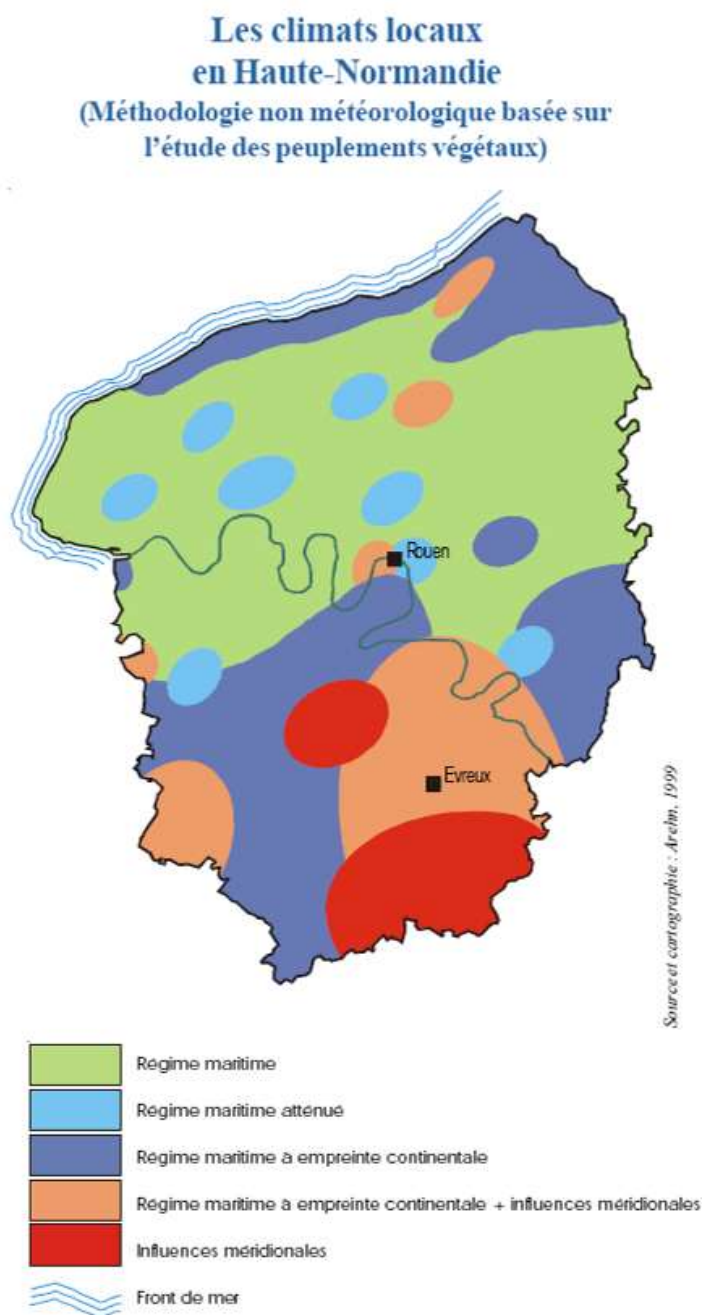 Les climats locaux
en Haute-Normandie
(Méthodologie non météorologique basée sur
l'étude des peuplements végétaux)
Rouen
Evreux
Source et cartographie : Arehn, 1999
Régime maritime
Régime maritime atténué
Régime maritime à empreinte continentale
Régime maritime à empreinte continentale + influences méridionales
Influences méridionales
Front de mer